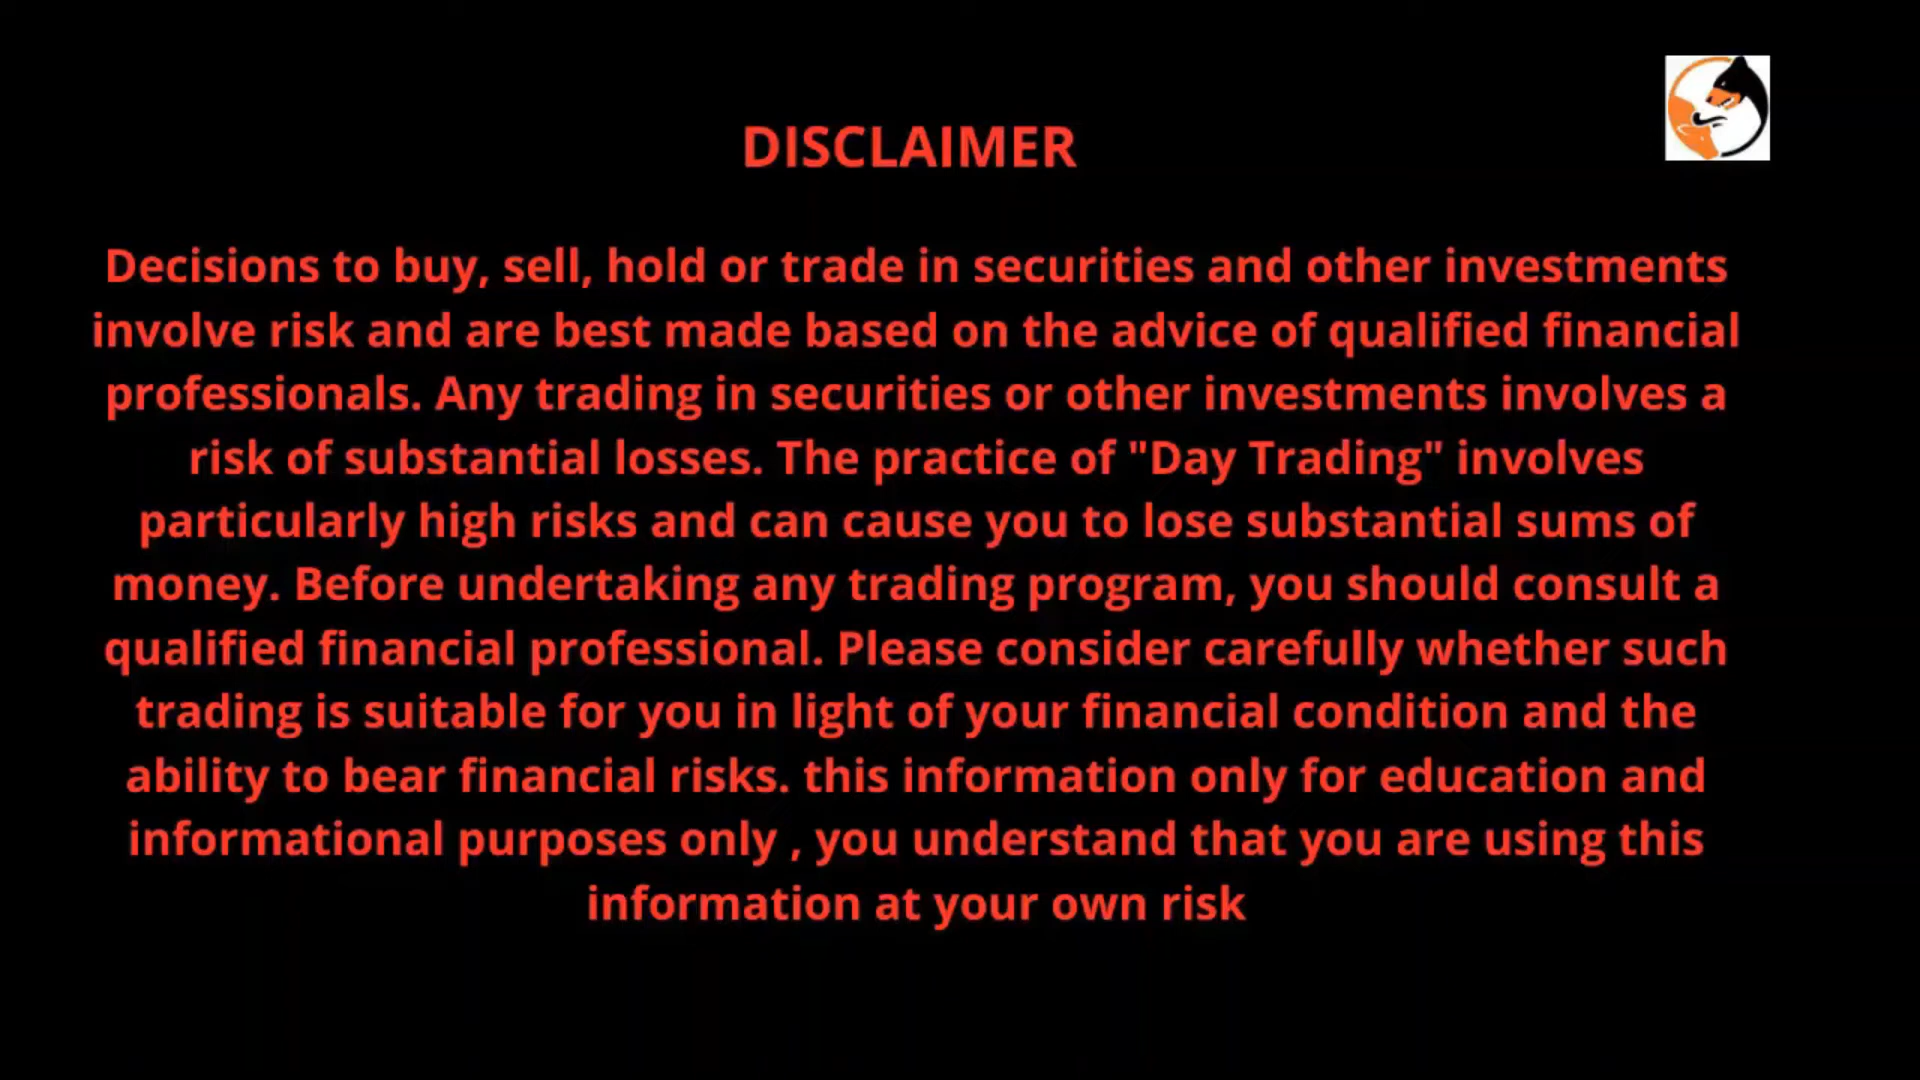 DISCLAIMER
Decisions to buy, sell, hold or trade in securities and other investments
involve risk and are best made based on the advice of qualified financial
professionals. Any trading in securities or other investments involves a
risk of substantial losses. The practice of "Day Trading" involves
particularly high risks and can cause you to lose substantial sums of
money. Before undertaking any trading program, you should consult a
qualified financial professional. Please consider carefully whether such
trading is suitable for you in light of your financial condition and the
ability to bear financial risks. this information only for education and
informational purposes only , you understand that you are using this
information at your own risk